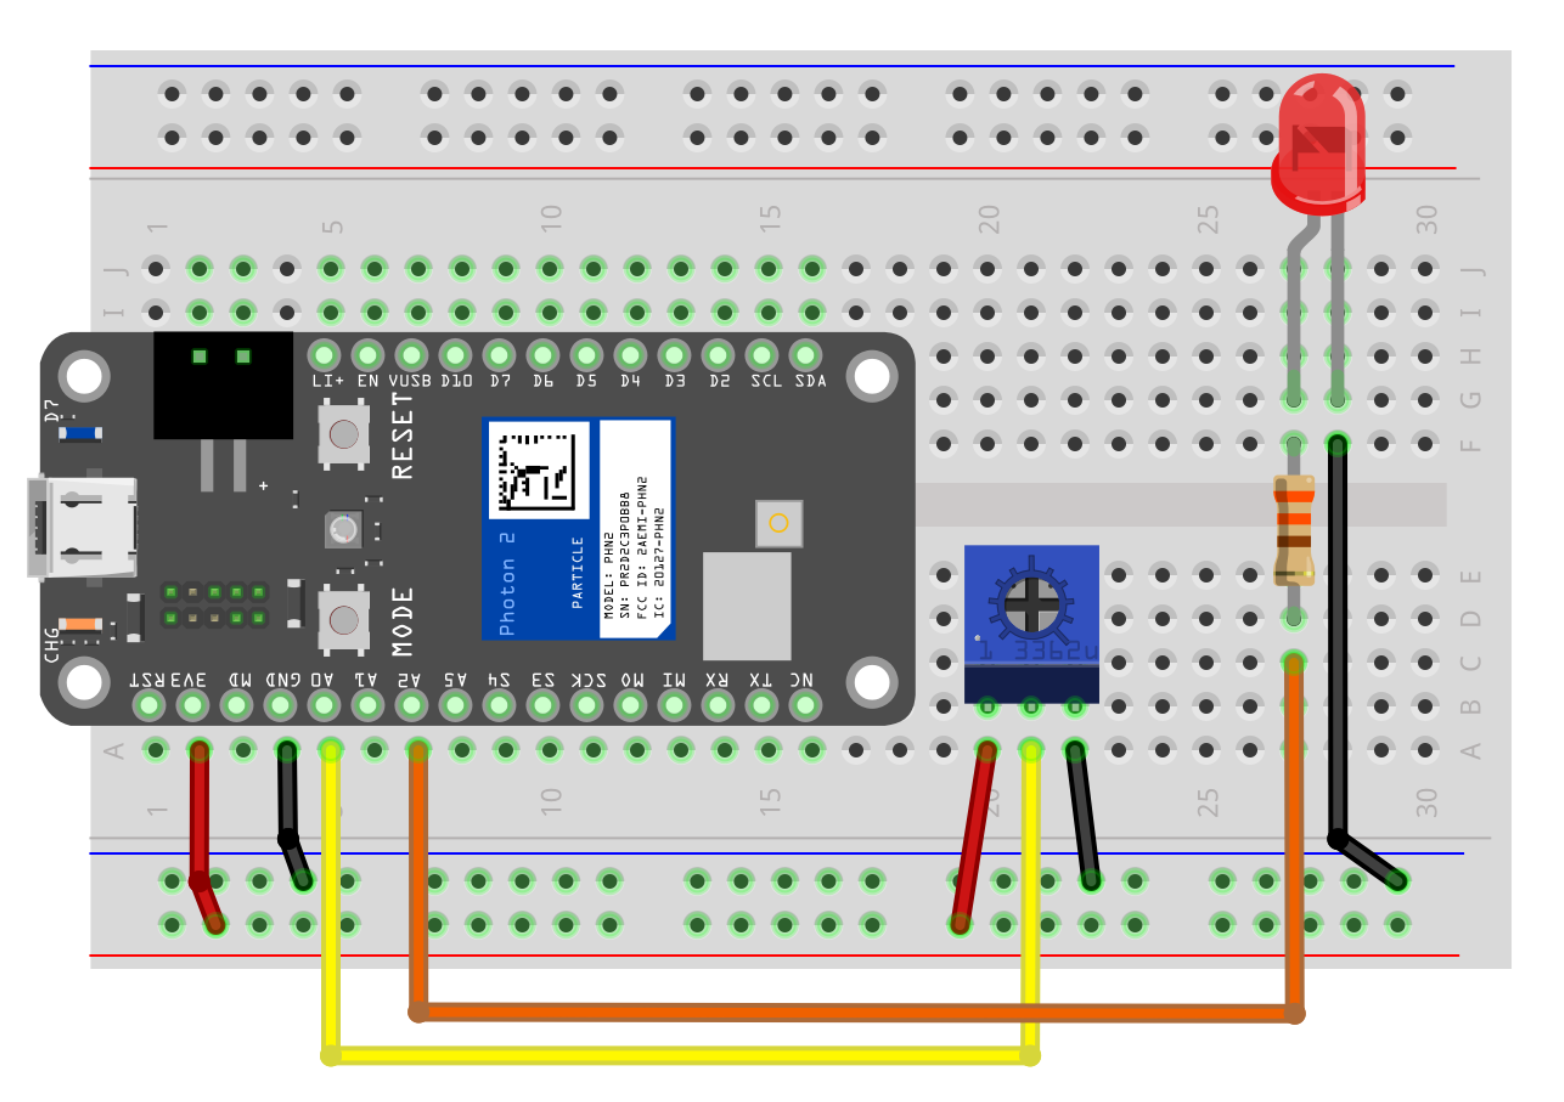 1 5 10 15 20 25 30
J J
I I
LI+ EN VUSB D10 D7 D6 D5 D4 D3 D2 SCL SDA
H
G
F
D7
RESET
+
Photon 2
PARTICLE
MODEL: PHN2
SN: PR2D2C3POBB8
FCC ID: 2AEMI-PHN2
IC: 20127-PHN2
E
D
C
MODE
CHG
1 3362u
RST 3V3 MD GND A0 A1 A2 A5 S4 S3 SCK MO MI RX TX NC
B
A A
1 5 10 15 20 25 30